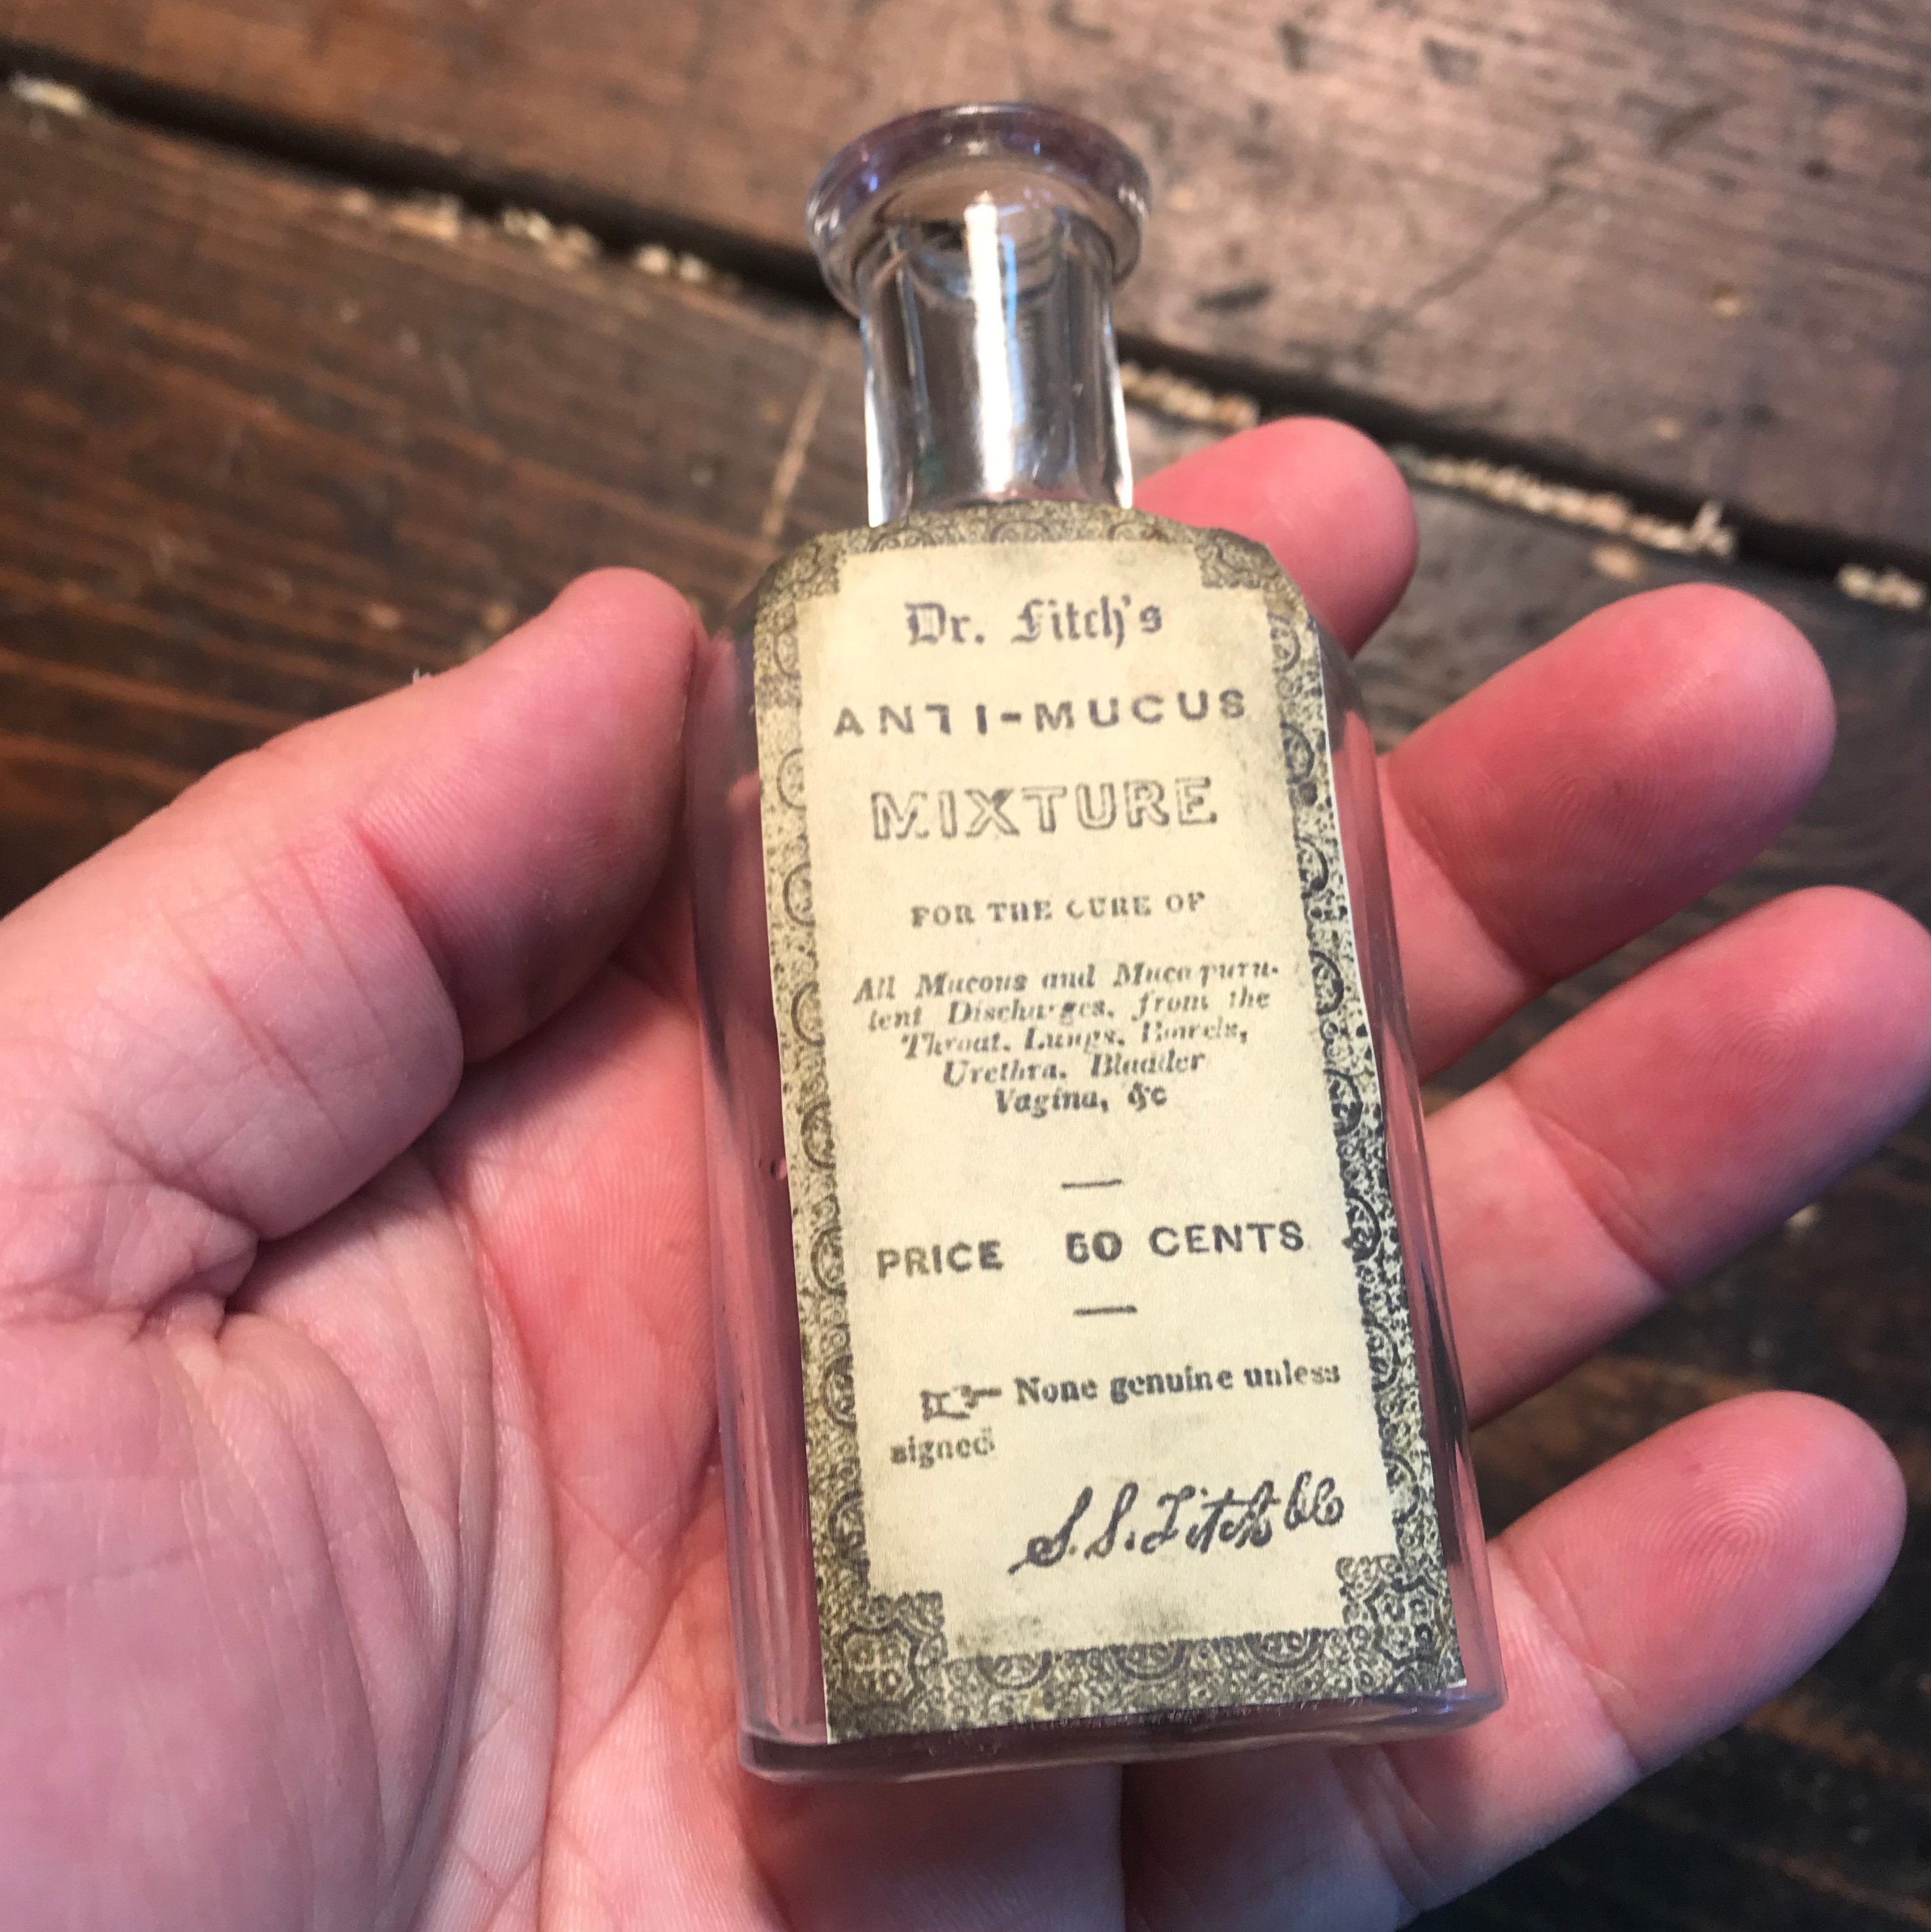 Dr. Fitch's
ANTI-MUCUS
MIXTURE
FOR THE CURE OF
All Mucous and Muco puru-
lent Discharges, from the
Throat, Lungs, Bowels,
Urethra, Bladder
Vagina, &c
PRICE 50 CENTS
None genuine unless
signed
S. S. Fitch & Co